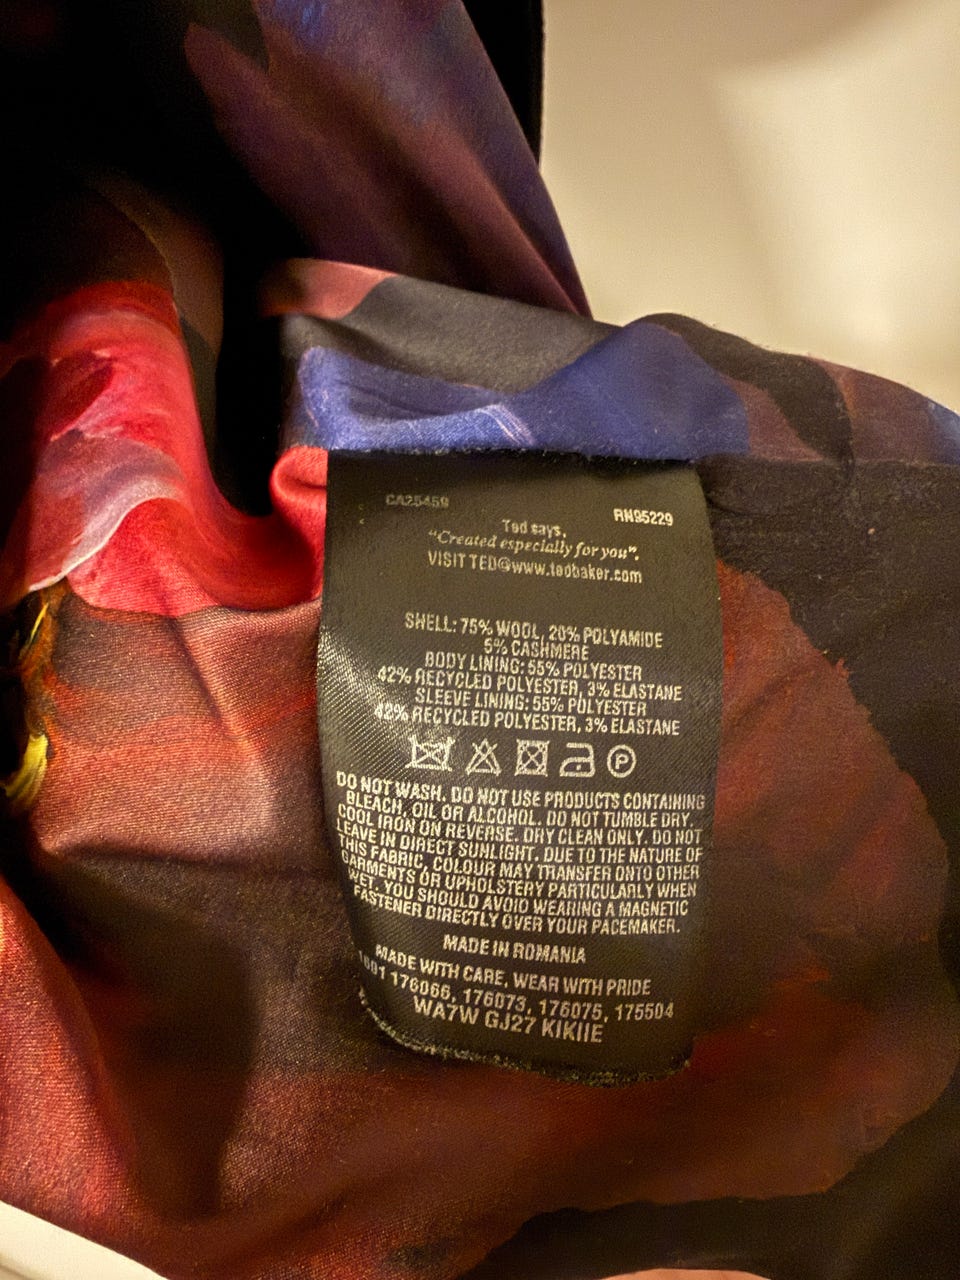 CA25459
RN95229
Ted says,
"Created especially for you".
VISIT TED@www.tedbaker.com
SHELL: 75% WOOL, 20% POLYAMIDE
5% CASHMERE
BODY LINING: 55% POLYESTER
42% RECYCLED POLYESTER, 3% ELASTANE
SLEEVE LINING: 55% POLYESTER
42% RECYCLED POLYESTER, 3% ELASTANE
P
DO NOT WASH. DO NOT USE PRODUCTS CONTAINING
BLEACH, OIL OR ALCOHOL. DO NOT TUMBLE DRY.
COOL IRON ON REVERSE. DRY CLEAN ONLY. DO NOT
LEAVE IN DIRECT SUNLIGHT. DUE TO THE NATURE OF
THIS FABRIC, COLOUR MAY TRANSFER ONTO OTHER
GARMENTS OR UPHOLSTERY PARTICULARLY WHEN
WET. YOU SHOULD AVOID WEARING A MAGNETIC
FASTENER DIRECTLY OVER YOUR PACEMAKER.
MADE IN ROMANIA
MADE WITH CARE, WEAR WITH PRIDE
176066, 176073, 176075, 175504
WA7W GJ27 KIKIIE